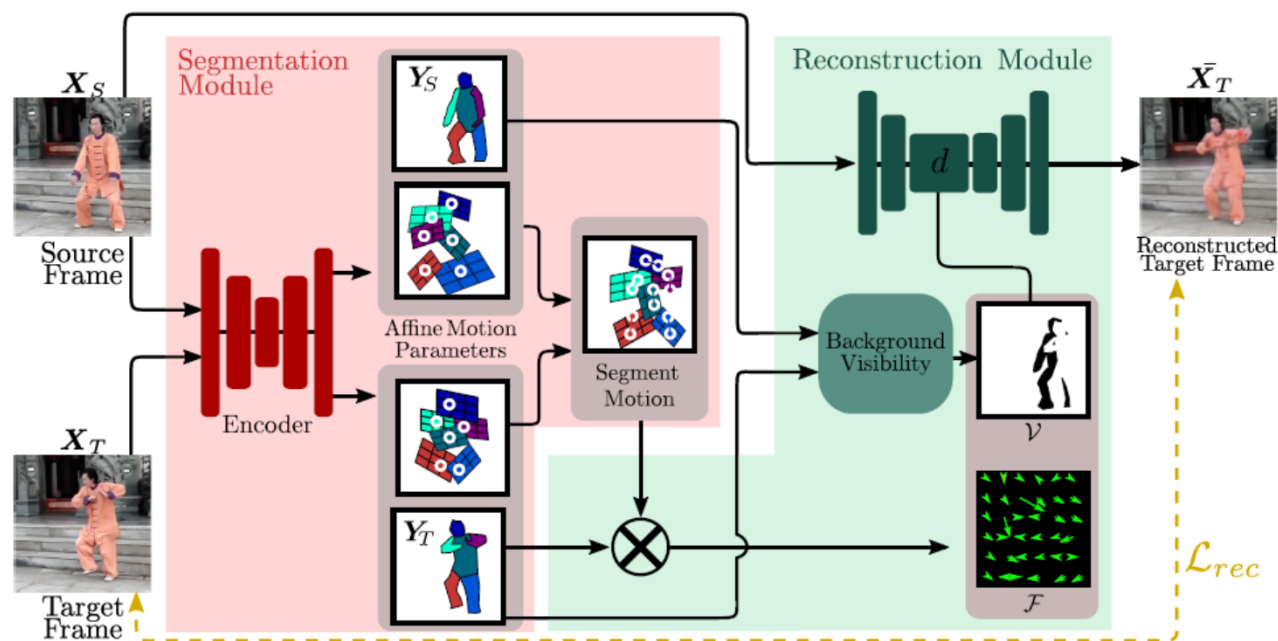 Segmentation
Module
X_S
Source
Frame
X_T
Target
Frame
Encoder
Y_S
Affine Motion
Parameters
Y_T
Segment
Motion
Reconstruction Module
d
Background
Visibility
𝒱
ℱ
X̄_T
Reconstructed
Target Frame
ℒ_rec